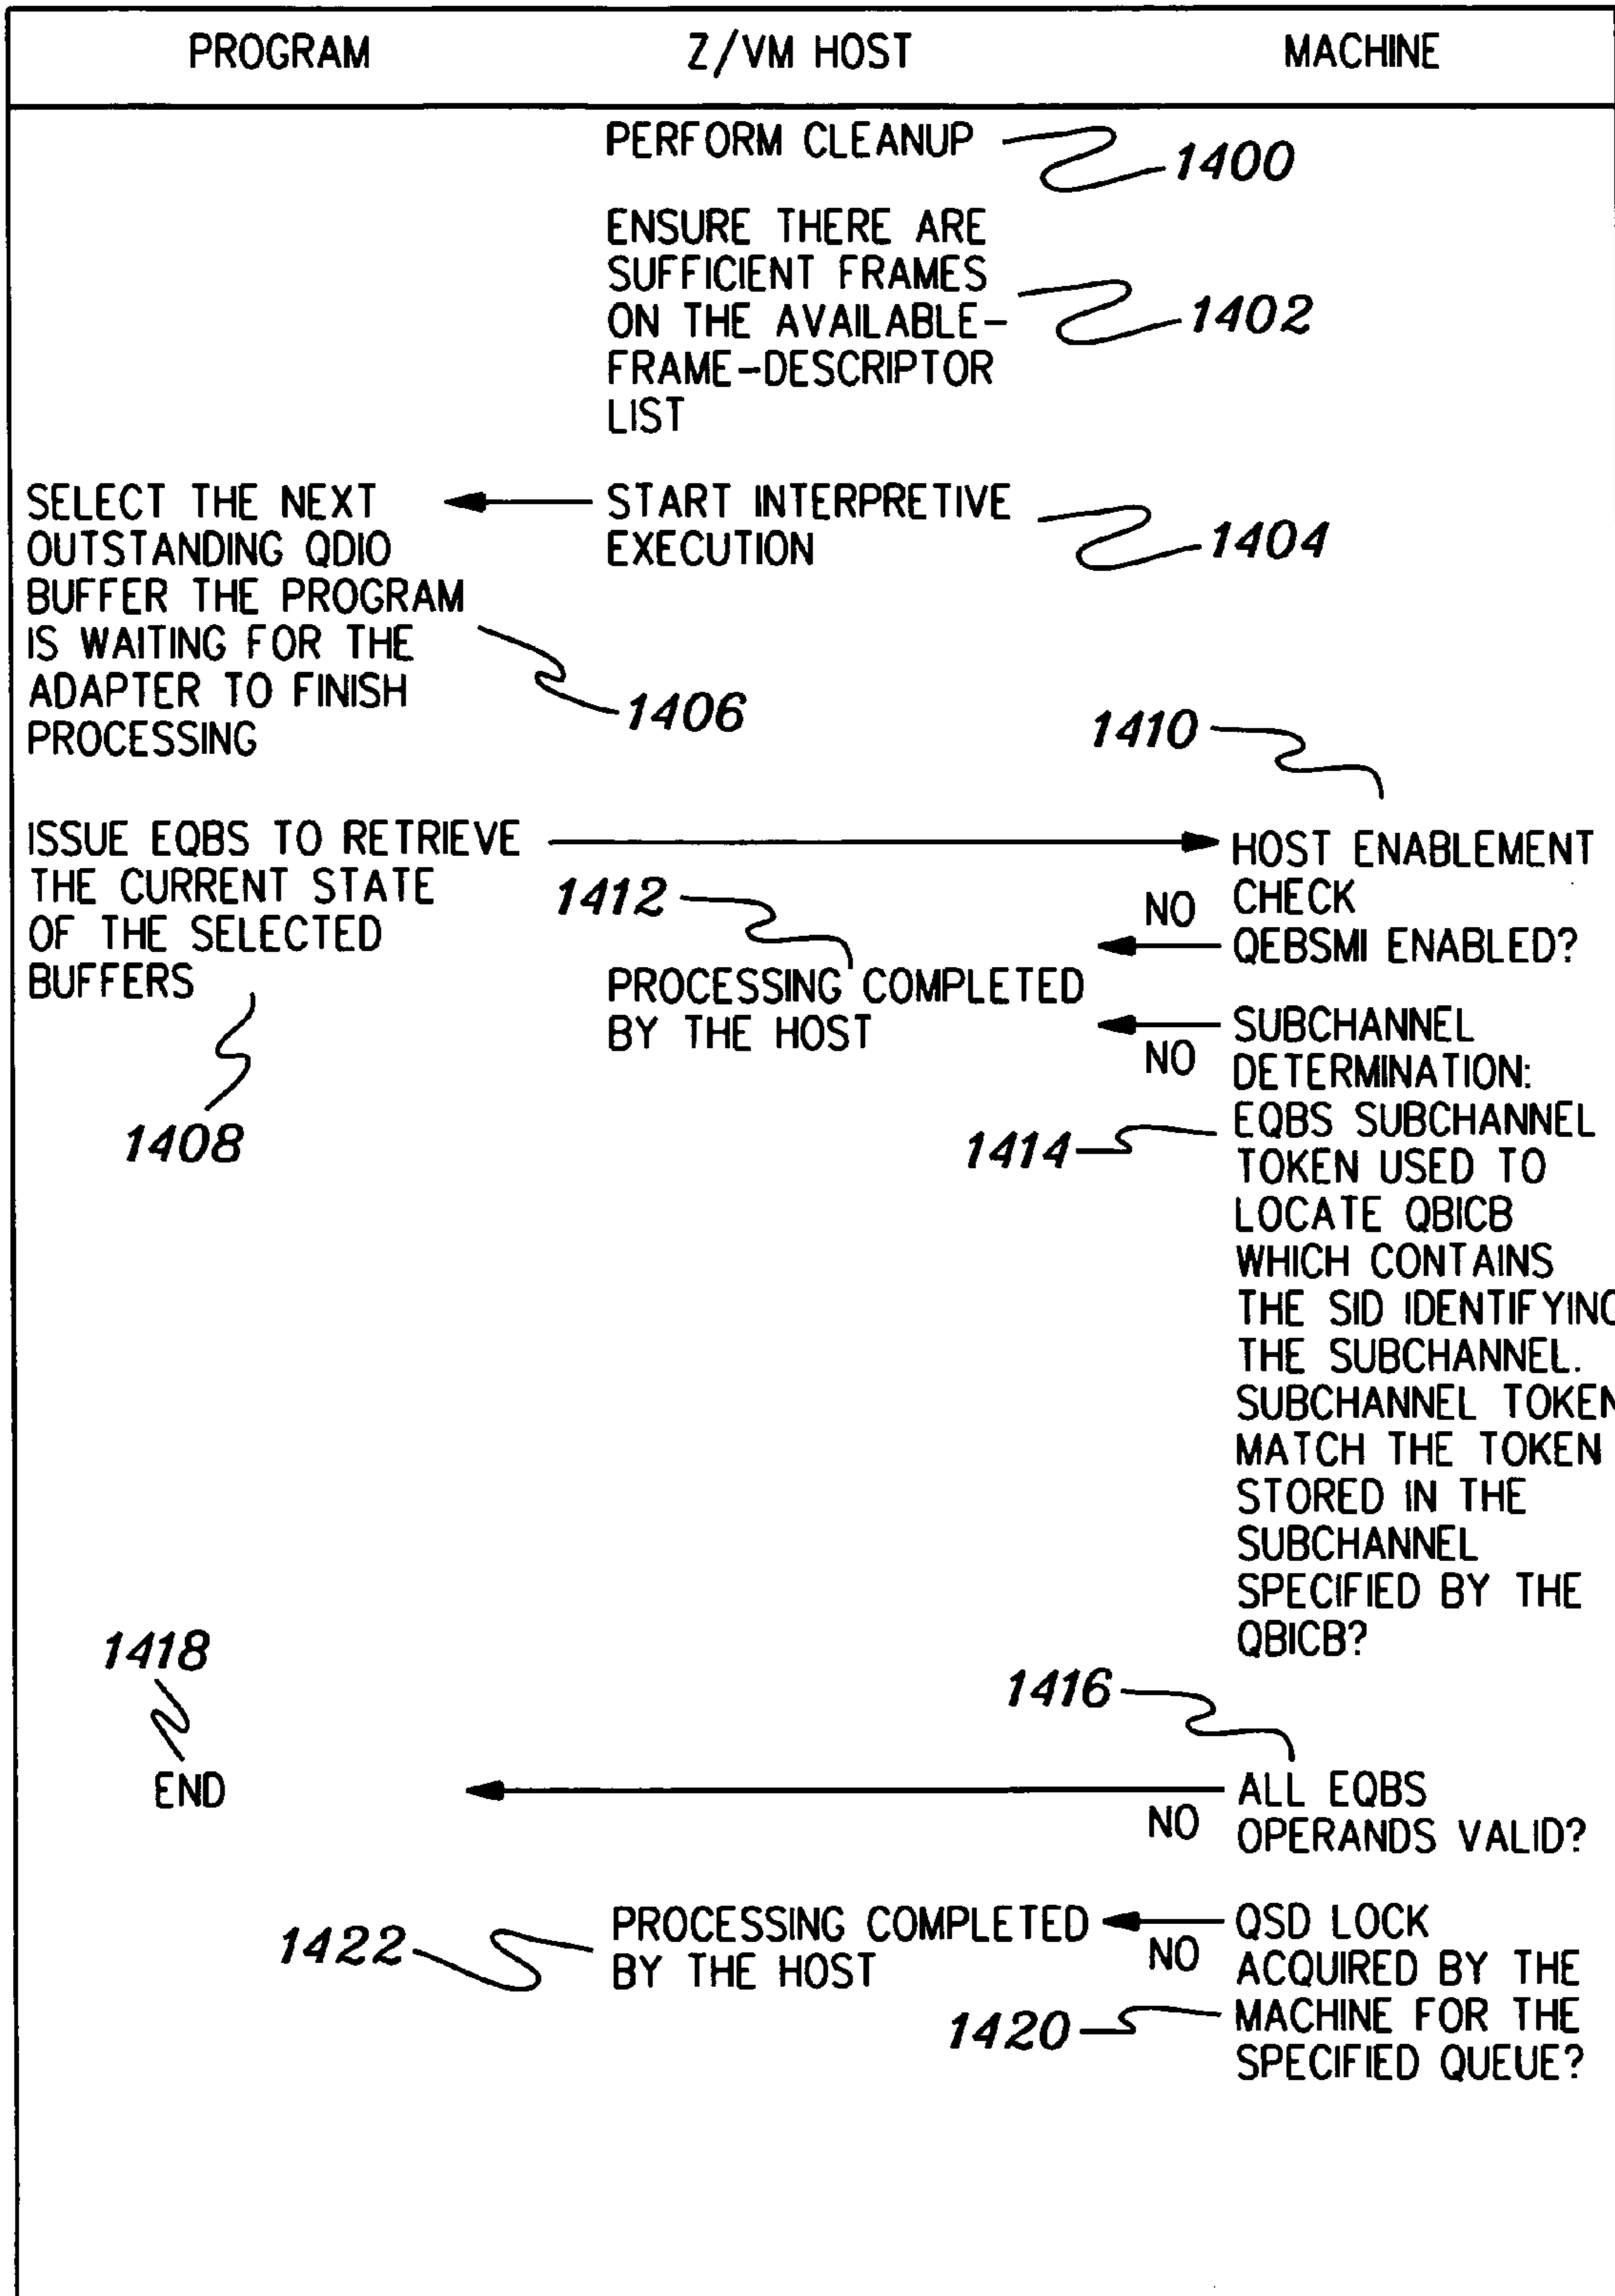 PROGRAM
Z/VM HOST
MACHINE
PERFORM CLEANUP
1400
ENSURE THERE ARE
SUFFICIENT FRAMES
ON THE AVAILABLE-
FRAME-DESCRIPTOR
LIST
1402
SELECT THE NEXT
OUTSTANDING QDIO
BUFFER THE PROGRAM
IS WAITING FOR THE
ADAPTER TO FINISH
PROCESSING
START INTERPRETIVE
EXECUTION
1404
1406
1410
ISSUE EQBS TO RETRIEVE
THE CURRENT STATE
OF THE SELECTED
BUFFERS
1408
1412
PROCESSING COMPLETED
BY THE HOST
HOST ENABLEMENT
CHECK
NO
QEBSMI ENABLED?
SUBCHANNEL
NO
DETERMINATION:
1414
EQBS SUBCHANNEL
TOKEN USED TO
LOCATE QBICB
WHICH CONTAINS
THE SID IDENTIFYING
THE SUBCHANNEL.
SUBCHANNEL TOKEN
MATCH THE TOKEN
STORED IN THE
SUBCHANNEL
SPECIFIED BY THE
QBICB?
1418
END
1416
ALL EQBS
NO
OPERANDS VALID?
1422
PROCESSING COMPLETED
BY THE HOST
QSD LOCK
NO
ACQUIRED BY THE
1420
MACHINE FOR THE
SPECIFIED QUEUE?